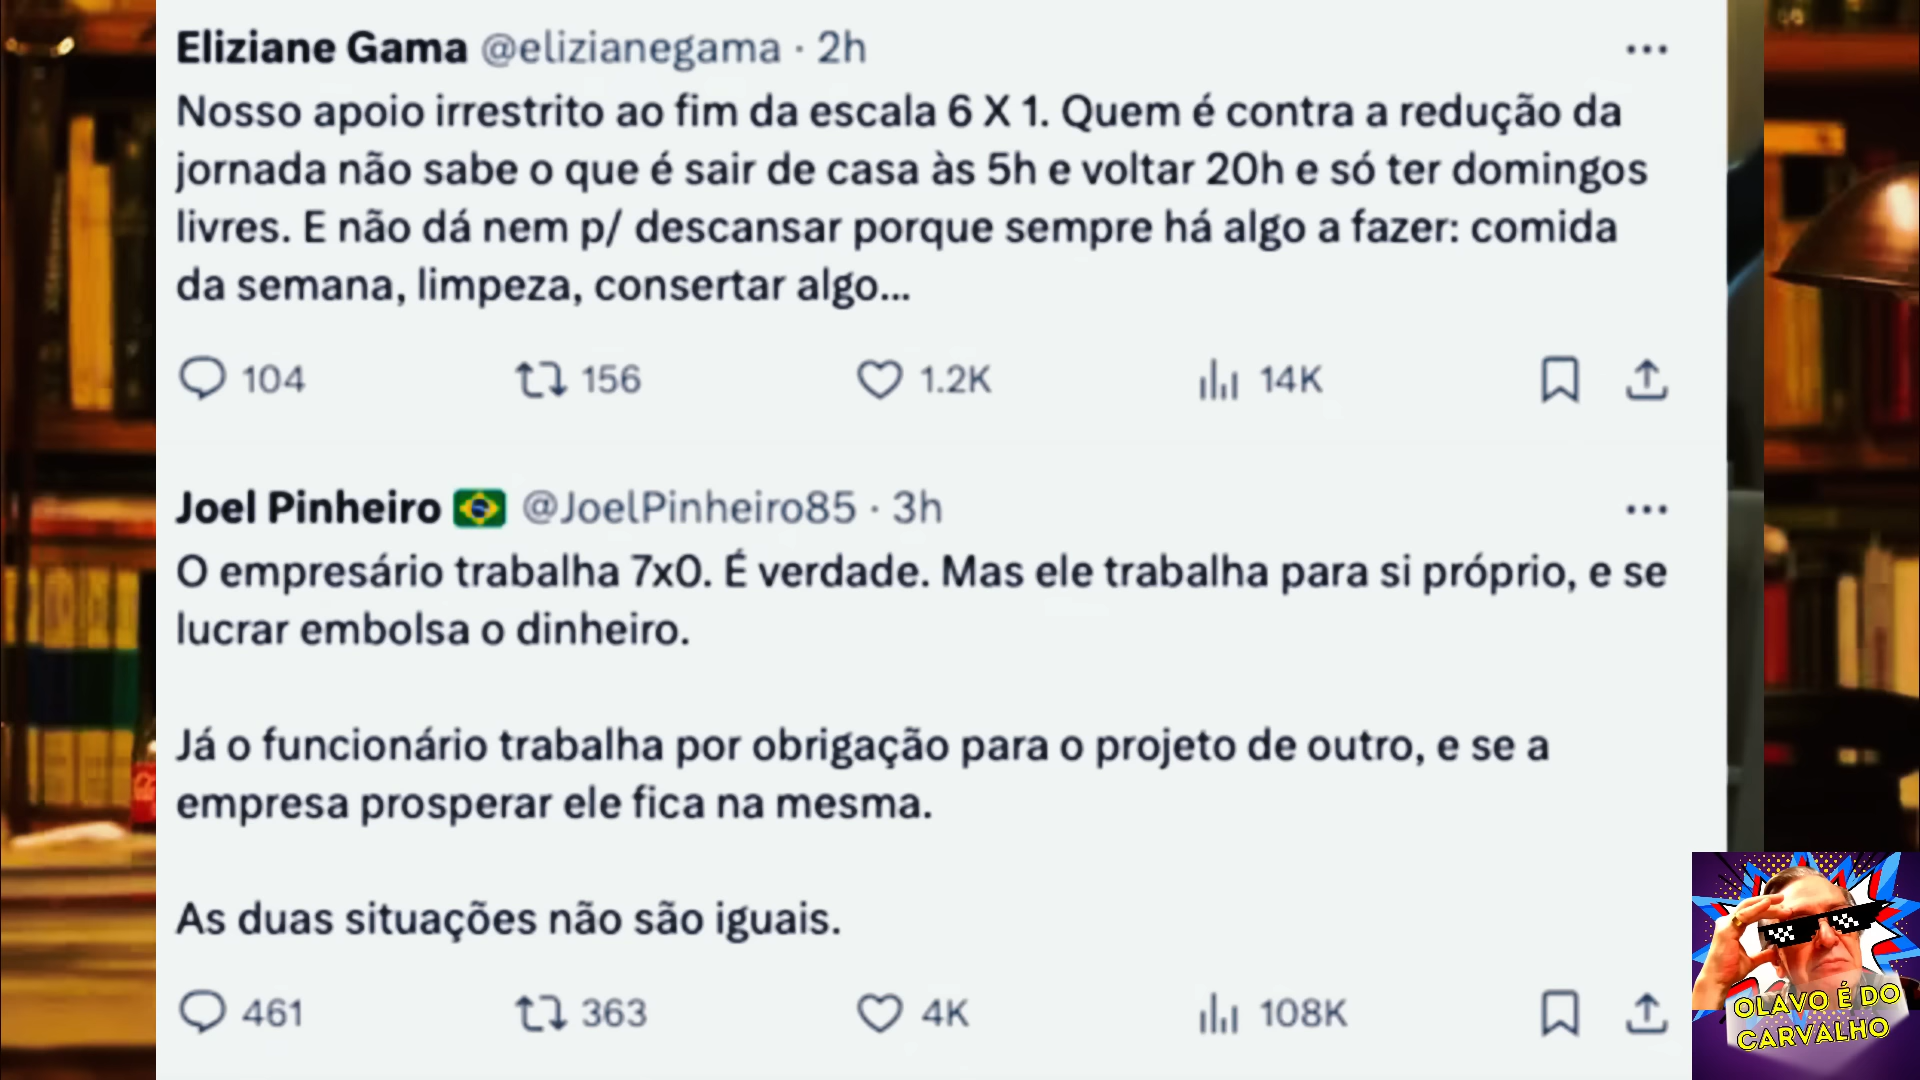 Eliziane Gama @elizianegama · 2h
Nosso apoio irrestrito ao fim da escala 6 X 1. Quem é contra a redução da
jornada não sabe o que é sair de casa às 5h e voltar 20h e só ter domingos
livres. E não dá nem p/ descansar porque sempre há algo a fazer: comida
da semana, limpeza, consertar algo...
104 156 1.2K 14K
Joel Pinheiro 🇧🇷 @JoelPinheiro85 · 3h
O empresário trabalha 7x0. É verdade. Mas ele trabalha para si próprio, e se
lucrar embolsa o dinheiro.
Já o funcionário trabalha por obrigação para o projeto de outro, e se a
empresa prosperar ele fica na mesma.
As duas situações não são iguais.
461 363 4K 108K
OLAVO É DO
CARVALHO